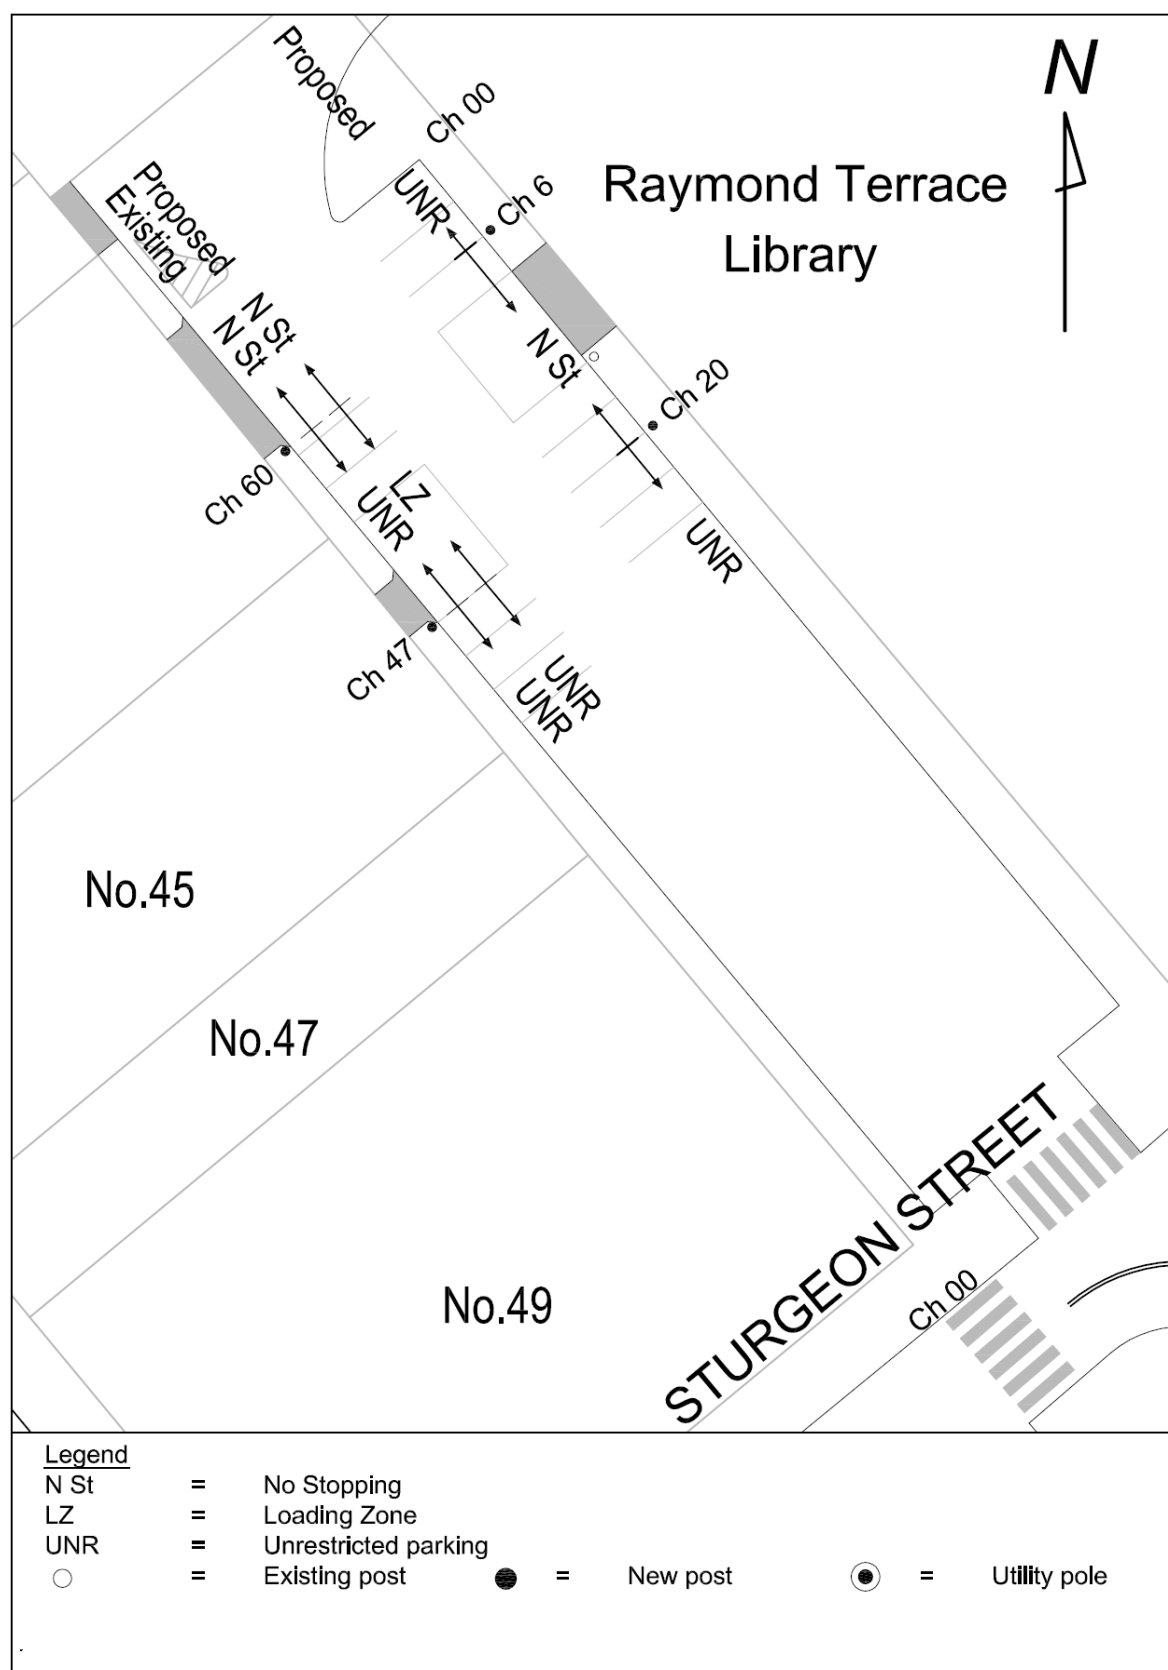 Proposed
Ch 00
N
Raymond Terrace
Library
Proposed
Existing
UNR
Ch 6
N St
N St
N St
Ch 20
Ch 60
LZ
UNR
UNR
Ch 47
UNR
UNR
No.45
No.47
No.49
STURGEON STREET
Ch 00
Legend
N St = No Stopping
LZ = Loading Zone
UNR = Unrestricted parking
= Existing post = New post = Utility pole